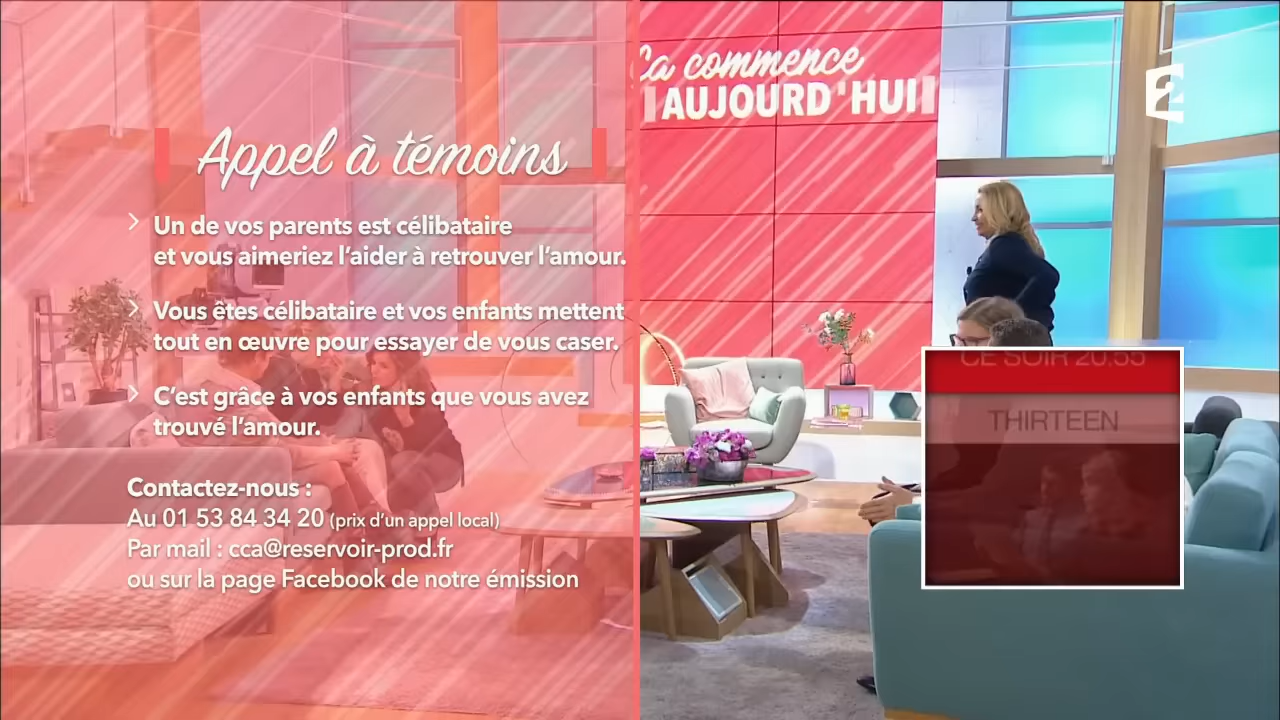 Appel à témoins
Un de vos parents est célibataire
et vous aimeriez l'aider à retrouver l'amour.
Vous êtes célibataire et vos enfants mettent
tout en œuvre pour essayer de vous caser.
C'est grâce à vos enfants que vous avez
trouvé l'amour.
Contactez-nous :
Au 01 53 84 34 20 (prix d'un appel local)
Par mail : cca@reservoir-prod.fr
ou sur la page Facebook de notre émission
Ça commence
AUJOURD'HUI
2
CE SOIR 20.55
THIRTEEN